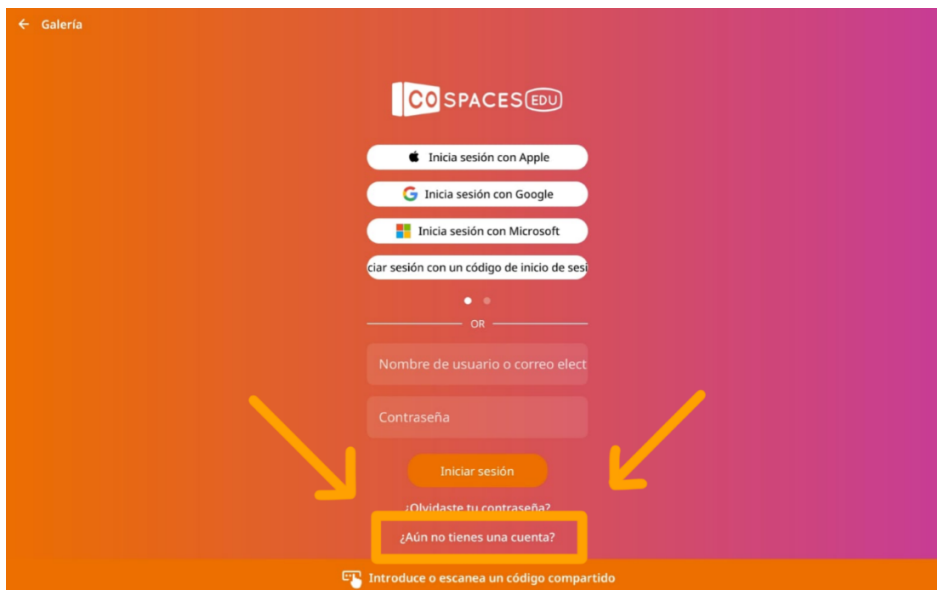 Galería
CO SPACES EDU
Inicia sesión con Apple
Inicia sesión con Google
Inicia sesión con Microsoft
ciar sesión con un código de inicio de sesi
OR
Nombre de usuario o correo elect
Contraseña
Iniciar sesión
¿Olvidaste tu contraseña?
¿Aún no tienes una cuenta?
Introduce o escanea un código compartido